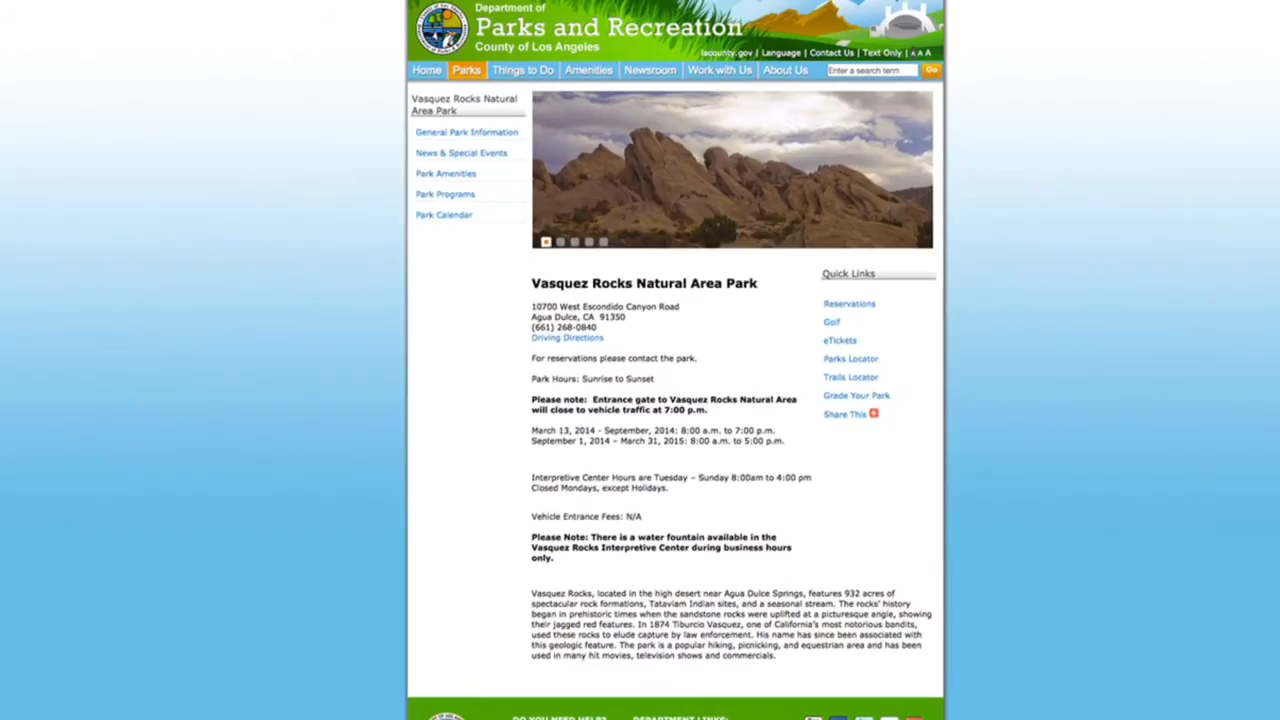 Department of
Parks and Recreation
County of Los Angeles
lacounty.gov | Language | Contact Us | Text Only | A A A
Home Parks Things to Do Amenities Newsroom Work with Us About Us Enter a search term Go
Vasquez Rocks Natural
Area Park
General Park Information
News & Special Events
Park Amenities
Park Programs
Park Calendar
Vasquez Rocks Natural Area Park
10700 West Escondido Canyon Road
Agua Dulce, CA 91350
(661) 268-0840
Driving Directions
For reservations please contact the park.
Park Hours: Sunrise to Sunset
Please note: Entrance gate to Vasquez Rocks Natural Area
will close to vehicle traffic at 7:00 p.m.
March 13, 2014 - September, 2014: 8:00 a.m. to 7:00 p.m.
September 1, 2014 – March 31, 2015: 8:00 a.m. to 5:00 p.m.
Interpretive Center Hours are Tuesday – Sunday 8:00am to 4:00 pm
Closed Mondays, except Holidays.
Vehicle Entrance Fees: N/A
Please Note: There is a water fountain available in the
Vasquez Rocks Interpretive Center during business hours
only.
Vasquez Rocks, located in the high desert near Agua Dulce Springs, features 932 acres of
spectacular rock formations, Tataviam Indian sites, and a seasonal stream. The rocks' history
began in prehistoric times when the sandstone rocks were uplifted at a picturesque angle, showing
their jagged red features. In 1874 Tiburcio Vasquez, one of California's most notorious bandits,
used these rocks to elude capture by law enforcement. His name has since been associated with
this geologic feature. The park is a popular hiking, picnicking, and equestrian area and has been
used in many hit movies, television shows and commercials.
Quick Links
Reservations
Golf
eTickets
Parks Locator
Trails Locator
Grade Your Park
Share This
DO YOU NEED HELP? DEPARTMENT LINKS: